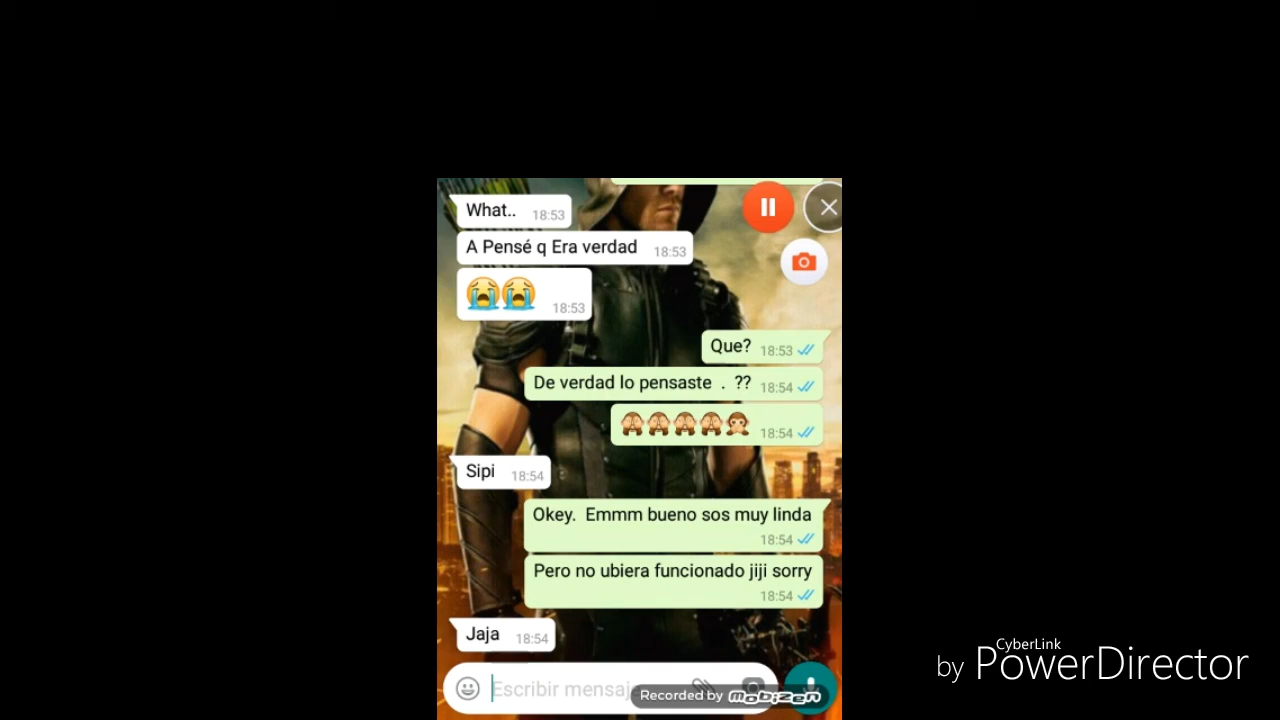 What.. 18:53
A Pensé q Era verdad 18:53
😭😭 18:53
Que? 18:53
De verdad lo pensaste . ?? 18:54
🙈🙈🙈🙈🙊 18:54
Sipi 18:54
Okey. Emmm bueno sos muy linda
18:54
Pero no ubiera funcionado jiji sorry
18:54
Jaja 18:54
Escribir mensaj
Recorded by mobizen
CyberLink
by PowerDirector